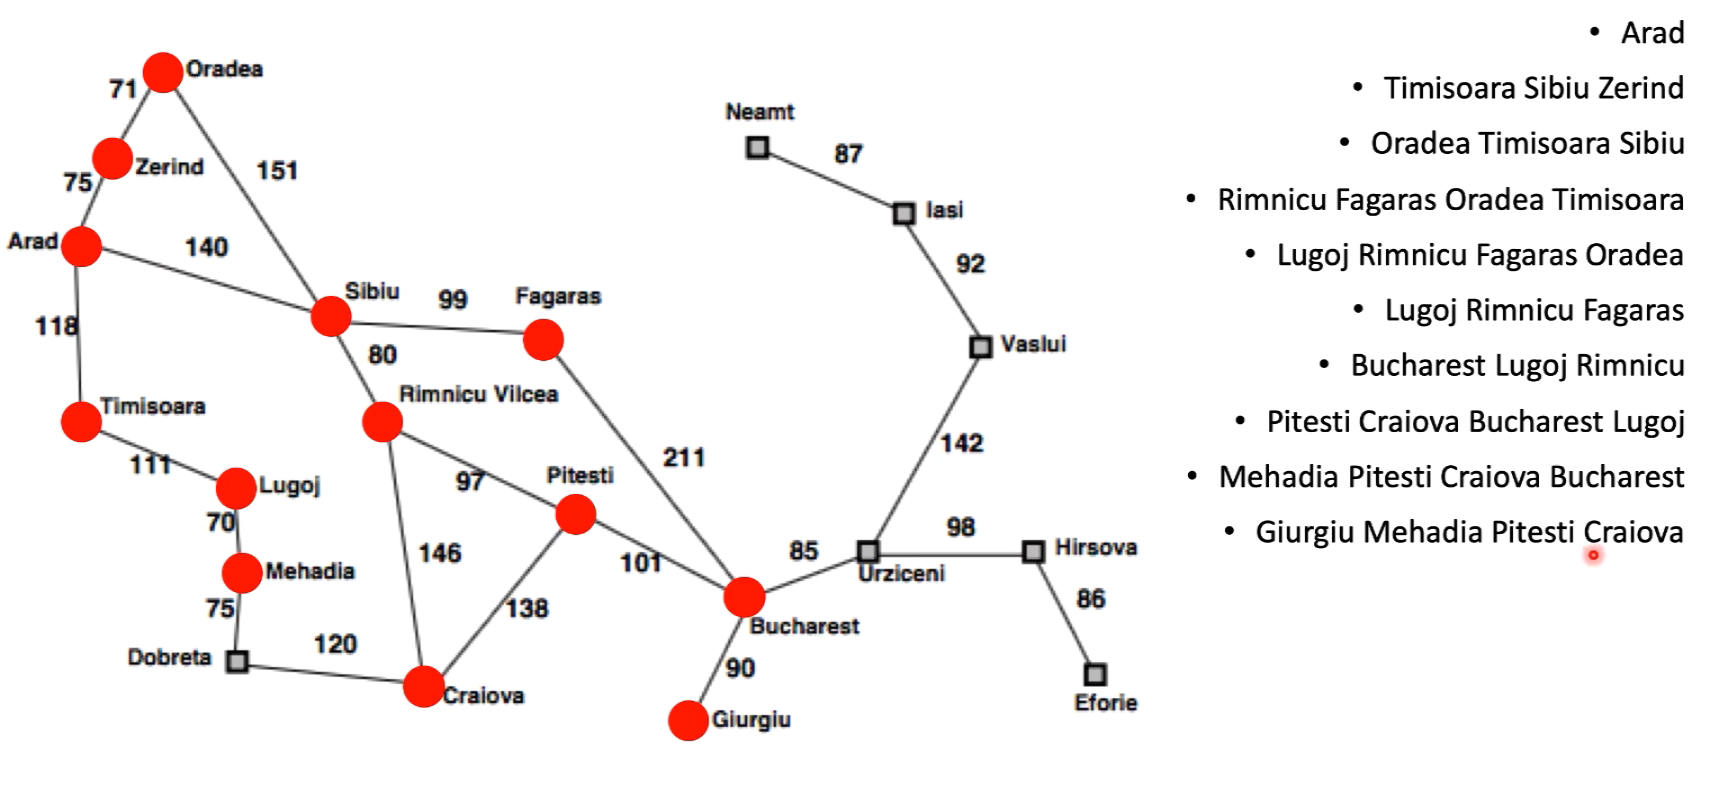 Oradea
71
Zerind
151
75
Arad
140
Sibiu
99
Fagaras
118
80
Rimnicu Vilcea
Timisoara
111
Lugoj
97
Pitesti
211
70
146
Mehadia
101
75
138
Dobreta
120
Craiova
Bucharest
90
Giurgiu
Neamt
87
Iasi
92
Vaslui
142
85
98
Hirsova
Urziceni
86
Eforie
• Arad
• Timisoara Sibiu Zerind
• Oradea Timisoara Sibiu
• Rimnicu Fagaras Oradea Timisoara
• Lugoj Rimnicu Fagaras Oradea
• Lugoj Rimnicu Fagaras
• Bucharest Lugoj Rimnicu
• Pitesti Craiova Bucharest Lugoj
• Mehadia Pitesti Craiova Bucharest
• Giurgiu Mehadia Pitesti Craiova